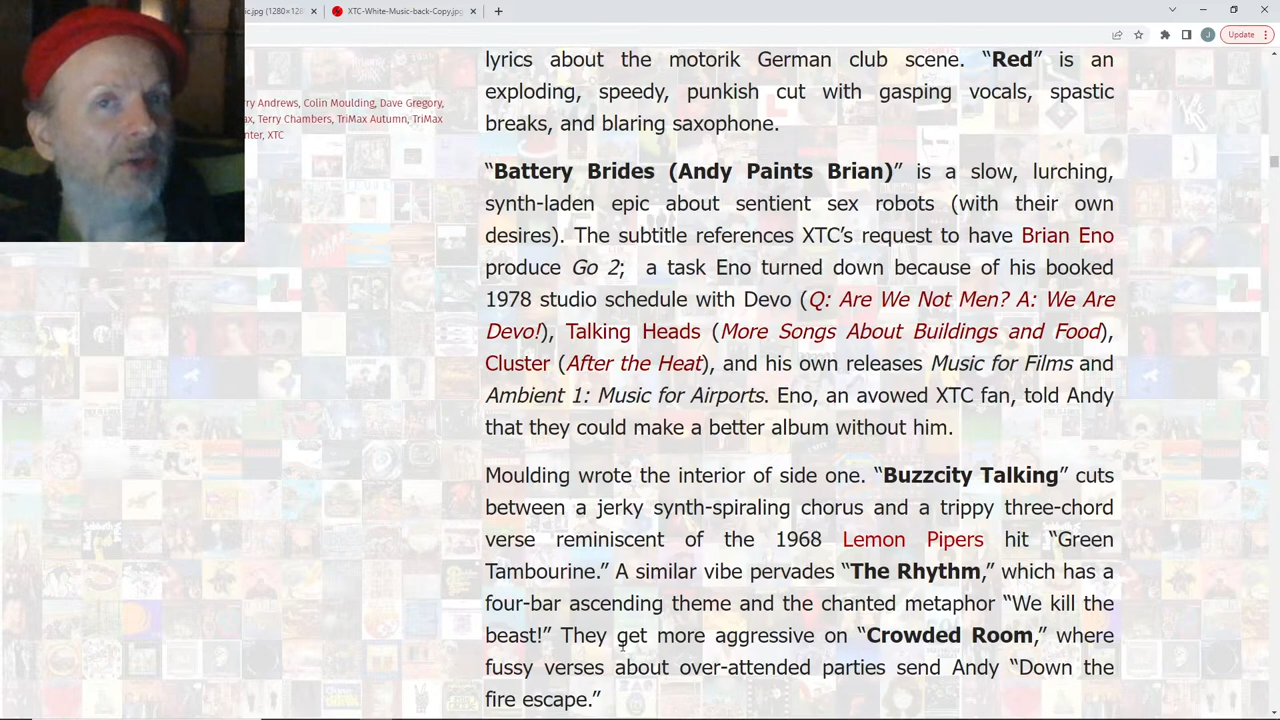 ic.jpg (1280×128
XTC-White-Music-back-Copy.jpg
Update
J
ry Andrews, Colin Moulding, Dave Gregory,
ax, Terry Chambers, TriMax Autumn, TriMax
nter, XTC
lyrics about the motorik German club scene. “Red” is an
exploding, speedy, punkish cut with gasping vocals, spastic
breaks, and blaring saxophone.
“Battery Brides (Andy Paints Brian)” is a slow, lurching,
synth-laden epic about sentient sex robots (with their own
desires). The subtitle references XTC’s request to have Brian Eno
produce Go 2; a task Eno turned down because of his booked
1978 studio schedule with Devo (Q: Are We Not Men? A: We Are
Devo!), Talking Heads (More Songs About Buildings and Food),
Cluster (After the Heat), and his own releases Music for Films and
Ambient 1: Music for Airports. Eno, an avowed XTC fan, told Andy
that they could make a better album without him.
Moulding wrote the interior of side one. “Buzzcity Talking” cuts
between a jerky synth-spiraling chorus and a trippy three-chord
verse reminiscent of the 1968 Lemon Pipers hit “Green
Tambourine.” A similar vibe pervades “The Rhythm,” which has a
four-bar ascending theme and the chanted metaphor “We kill the
beast!” They get more aggressive on “Crowded Room,” where
fussy verses about over-attended parties send Andy “Down the
fire escape.”